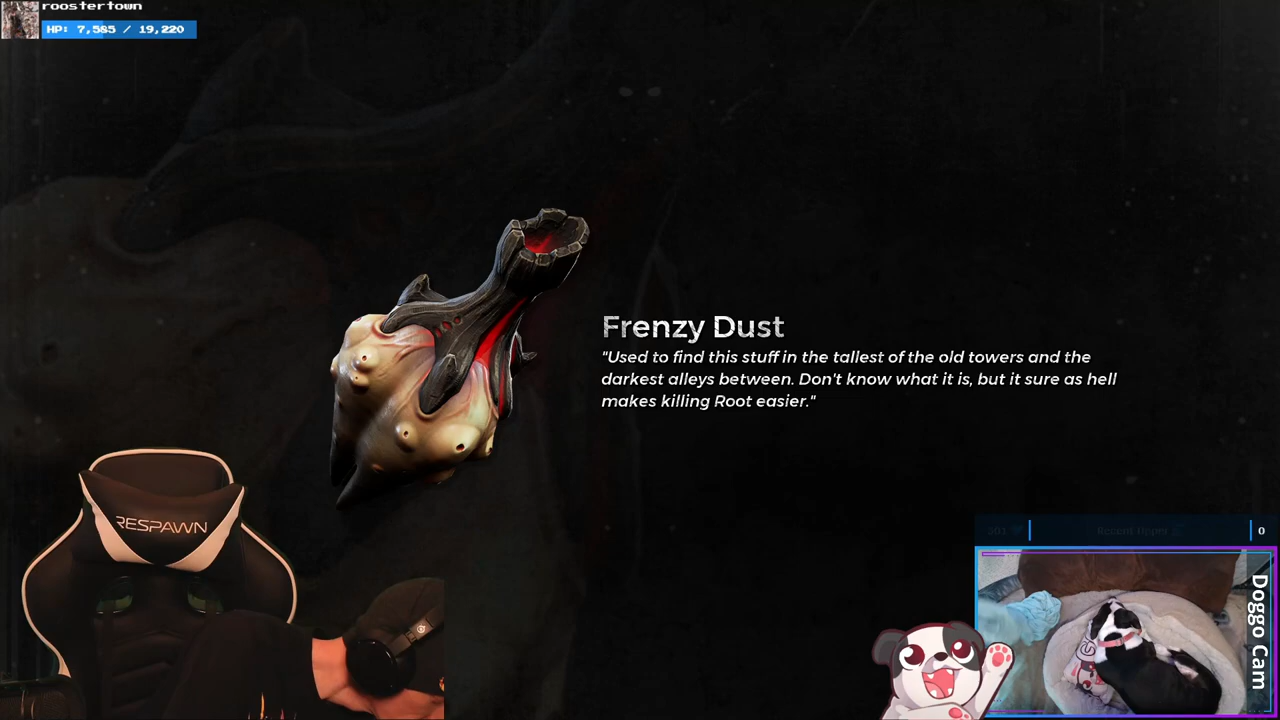 roostertown
HP: 7,585 / 19,220
Frenzy Dust
"Used to find this stuff in the tallest of the old towers and the
darkest alleys between. Don't know what it is, but it sure as hell
makes killing Root easier."
RESPAWN
0
Doggo Cam